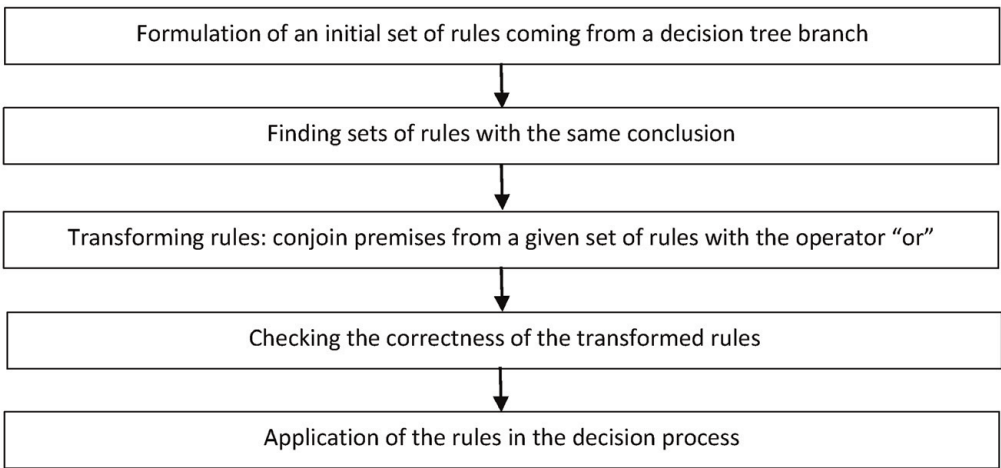 Formulation of an initial set of rules coming from a decision tree branch
Finding sets of rules with the same conclusion
Transforming rules: conjoin premises from a given set of rules with the operator “or”
Checking the correctness of the transformed rules
Application of the rules in the decision process